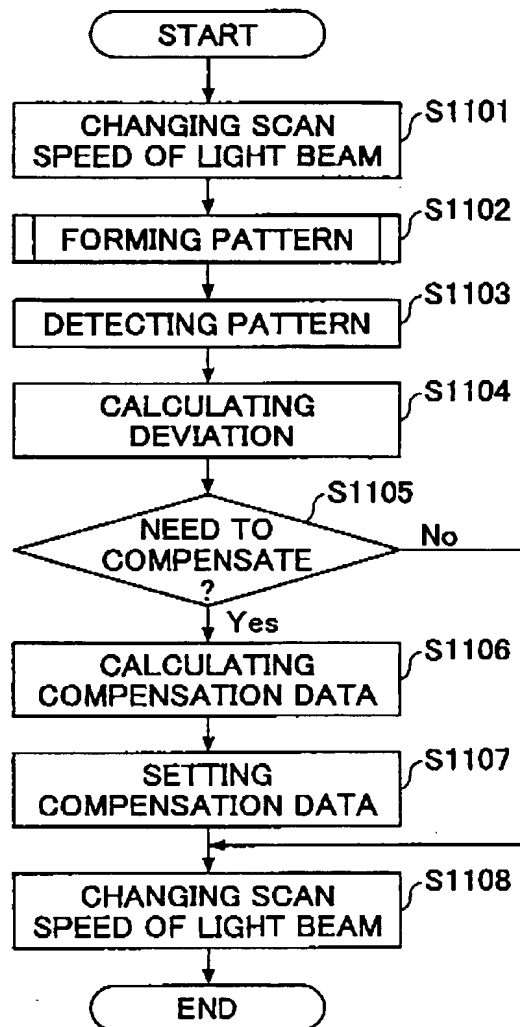 START
CHANGING SCAN
SPEED OF LIGHT BEAM
S1101
FORMING PATTERN
S1102
DETECTING PATTERN
S1103
CALCULATING
DEVIATION
S1104
NEED TO
COMPENSATE
?
S1105
No
Yes
CALCULATING
COMPENSATION DATA
S1106
SETTING
COMPENSATION DATA
S1107
CHANGING SCAN
SPEED OF LIGHT BEAM
S1108
END